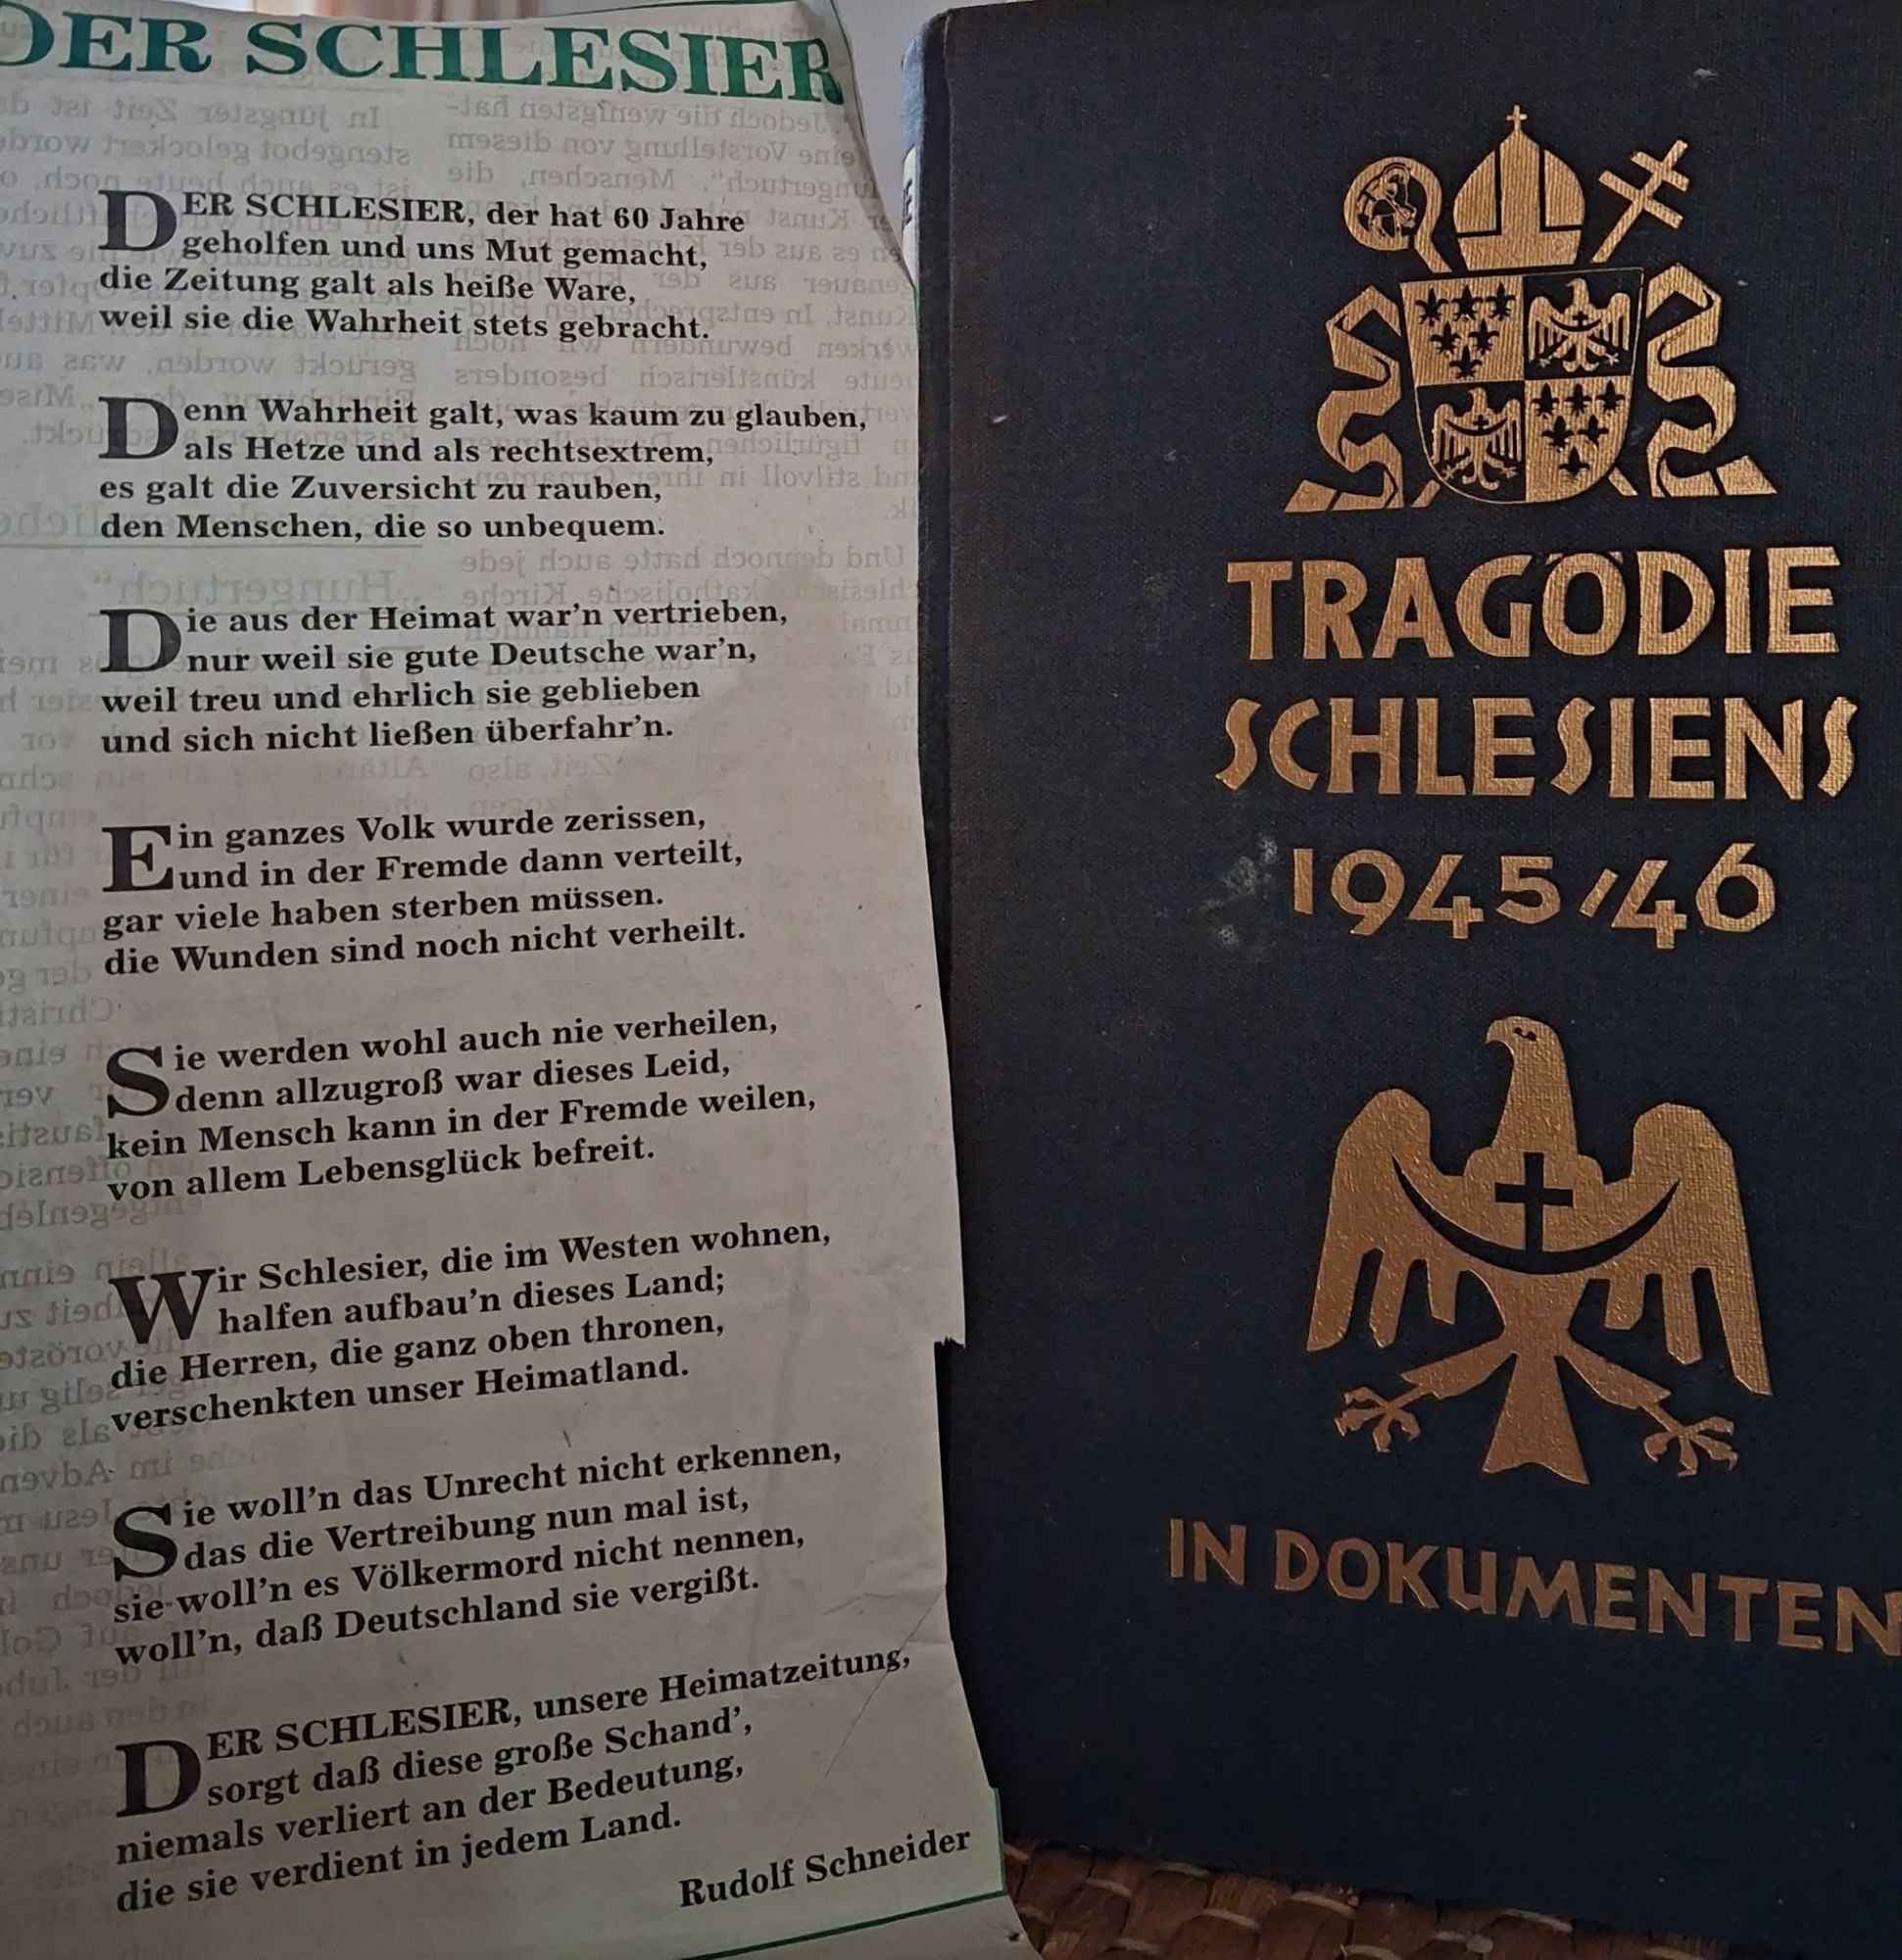 DER SCHLESIER
DER SCHLESIER, der hat 60 Jahre
geholfen und uns Mut gemacht,
die Zeitung galt als heiße Ware,
weil sie die Wahrheit stets gebracht.
Denn Wahrheit galt, was kaum zu glauben,
als Hetze und als rechtsextrem,
es galt die Zuversicht zu rauben,
den Menschen, die so unbequem.
Die aus der Heimat war’n vertrieben,
nur weil sie gute Deutsche war’n,
weil treu und ehrlich sie geblieben
und sich nicht ließen überfahr’n.
Ein ganzes Volk wurde zerissen,
und in der Fremde dann verteilt,
gar viele haben sterben müssen.
die Wunden sind noch nicht verheilt.
Sie werden wohl auch nie verheilen,
denn allzugroß war dieses Leid,
kein Mensch kann in der Fremde weilen,
von allem Lebensglück befreit.
Wir Schlesier, die im Westen wohnen,
halfen aufbau’n dieses Land;
die Herren, die ganz oben thronen,
verschenkten unser Heimatland.
Sie woll’n das Unrecht nicht erkennen,
das die Vertreibung nun mal ist,
sie woll’n es Völkermord nicht nennen,
woll’n, daß Deutschland sie vergißt.
DER SCHLESIER, unsere Heimatzeitung,
sorgt daß diese große Schand’,
niemals verliert an der Bedeutung,
die sie verdient in jedem Land.
Rudolf Schneider
TRAGÖDIE
SCHLESIENS
1945/46
IN DOKUMENTEN